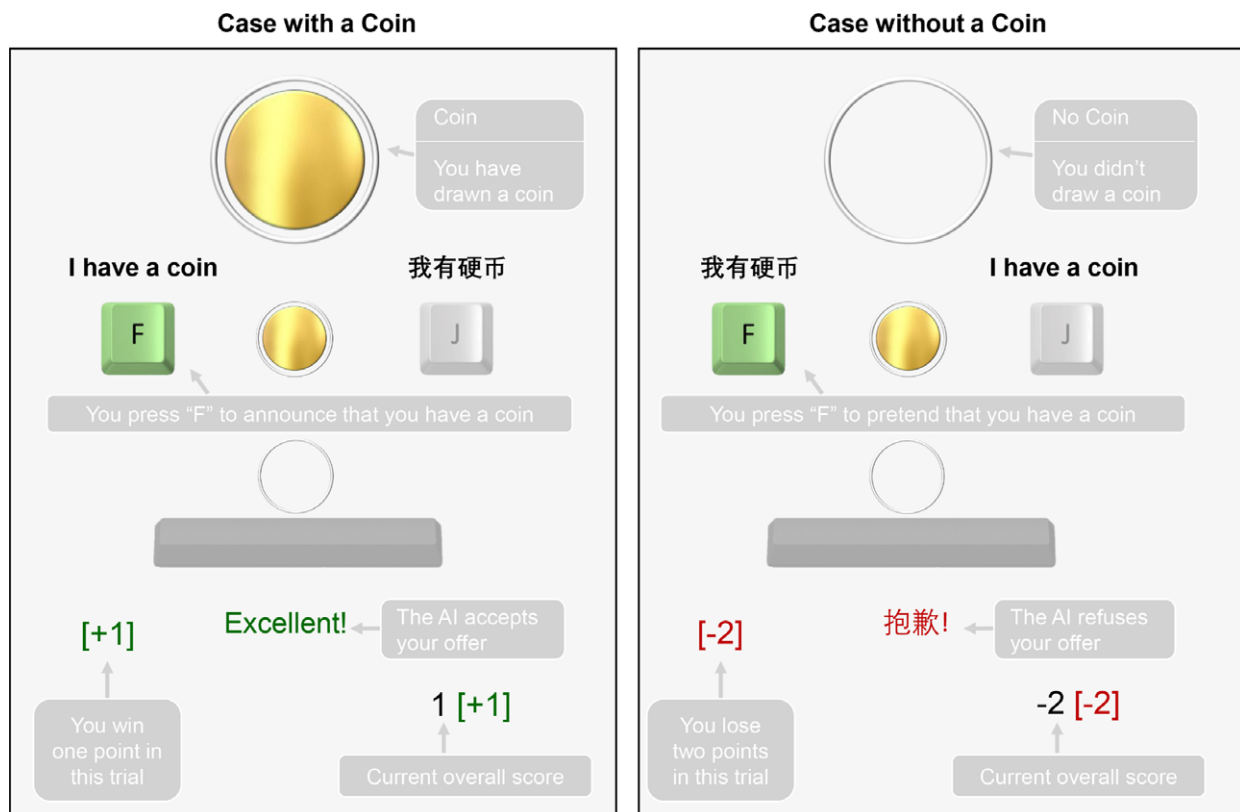 Case with a Coin
Coin
You have
drawn a coin
I have a coin
我有硬币
F
J
You press “F” to announce that you have a coin
[+1]
Excellent!
The AI accepts
your offer
1 [+1]
You win
one point in
this trial
Current overall score
Case without a Coin
No Coin
You didn’t
draw a coin
我有硬币
I have a coin
F
J
You press “F” to pretend that you have a coin
[-2]
抱歉!
The AI refuses
your offer
-2 [-2]
You lose
two points
in this trial
Current overall score